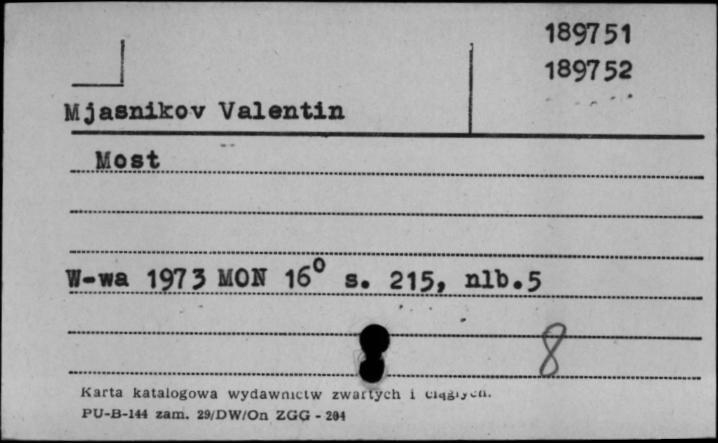 189751
189752
Mjasnikov Valentin
Most
W-wa 1973 MON 16° s. 215, nlb.5
8
Karta katalogowa wydawnictw zwartych i ciągłych.
PU-B-144 zam. 29/DW/On ZGG - 204